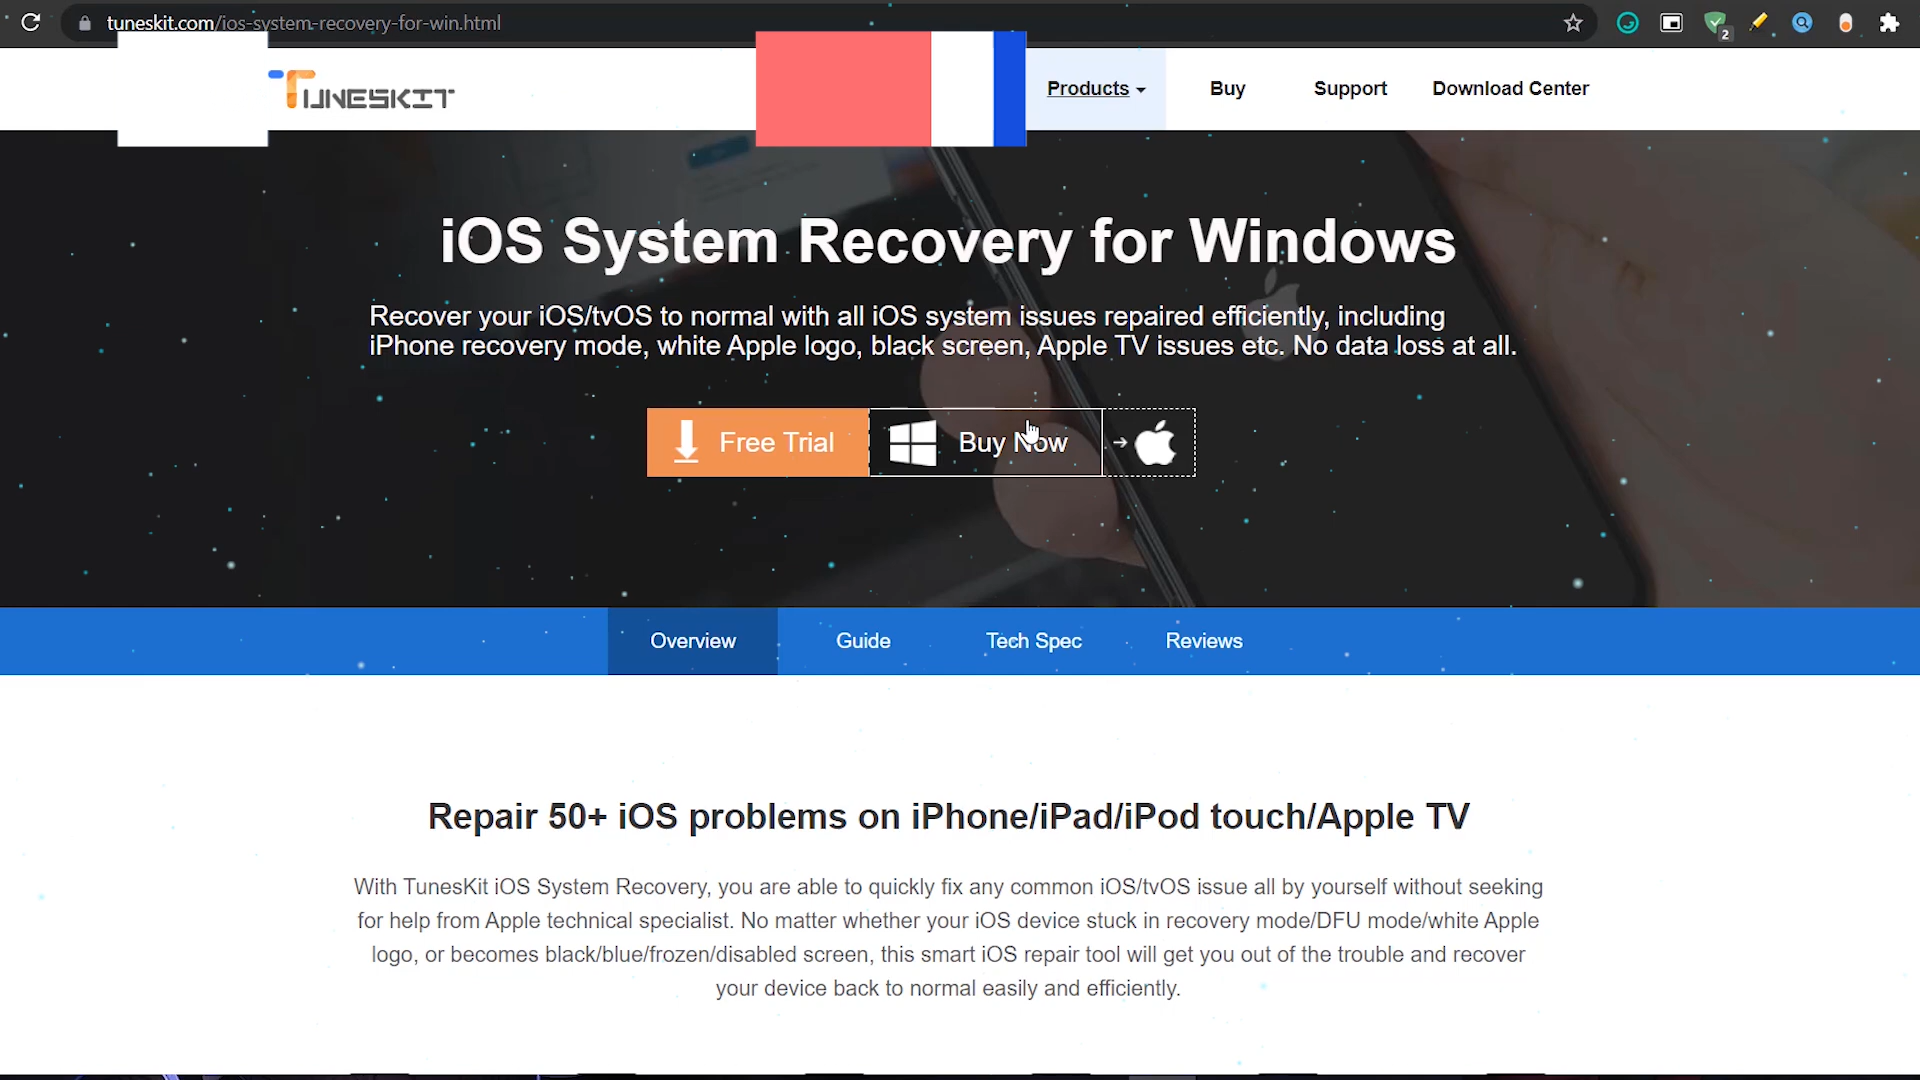 tuneskit.com/ios-system-recovery-for-win.html
2
TUNESKIT
Products
Buy
Support
Download Center
iOS System Recovery for Windows
Recover your iOS/tvOS to normal with all iOS system issues repaired efficiently, including
iPhone recovery mode, white Apple logo, black screen, Apple TV issues etc. No data loss at all.
Free Trial
Buy Now
Overview
Guide
Tech Spec
Reviews
Repair 50+ iOS problems on iPhone/iPad/iPod touch/Apple TV
With TunesKit iOS System Recovery, you are able to quickly fix any common iOS/tvOS issue all by yourself without seeking
for help from Apple technical specialist. No matter whether your iOS device stuck in recovery mode/DFU mode/white Apple
logo, or becomes black/blue/frozen/disabled screen, this smart iOS repair tool will get you out of the trouble and recover
your device back to normal easily and efficiently.